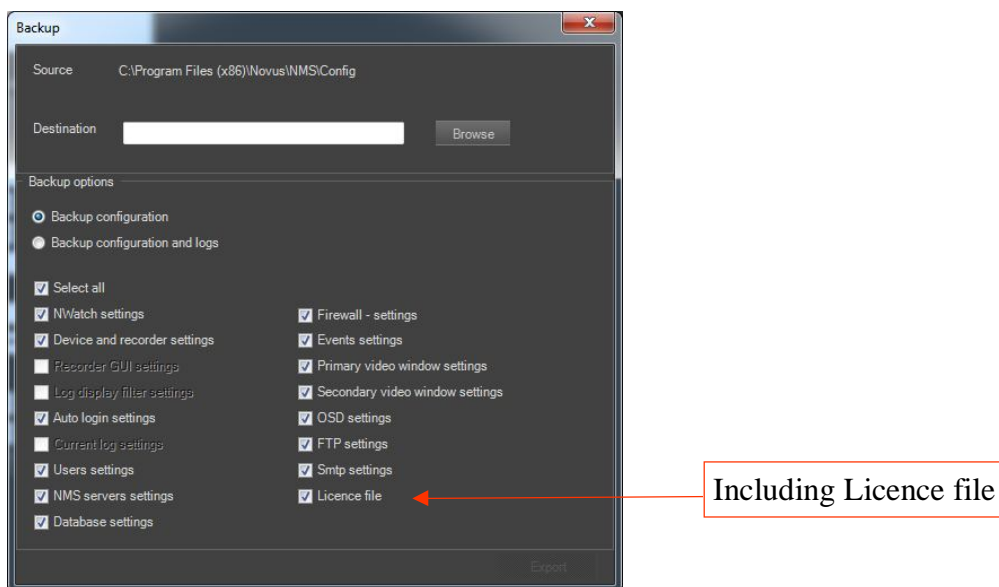 Backup
Source C:\Program Files (x86)\Novus\NMS\Config
Destination Browse
Backup options
Backup configuration
Backup configuration and logs
Select all
NWatch settings
Device and recorder settings
Recorder GUI settings
Log display filter settings
Auto login settings
Current log settings
Users settings
NMS servers settings
Database settings
Firewall - settings
Events settings
Primary video window settings
Secondary video window settings
OSD settings
FTP settings
Smtp settings
Licence file
Including Licence file
Export